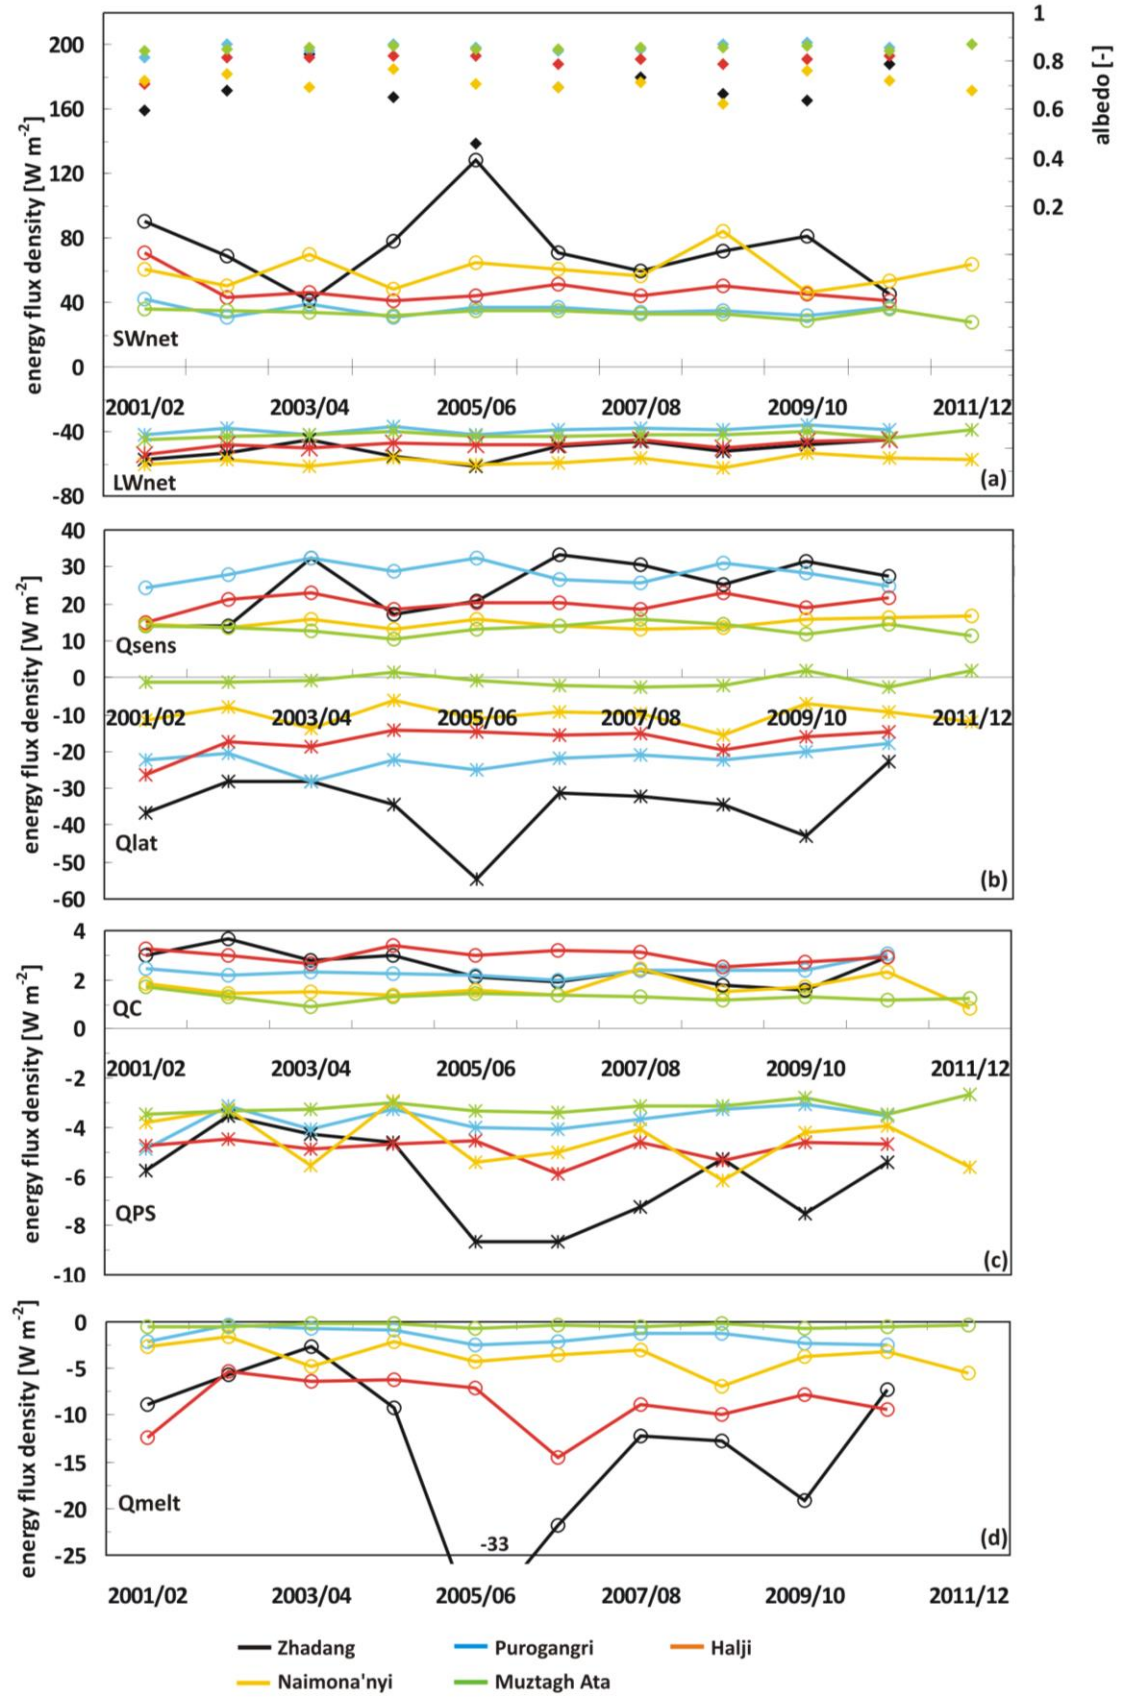 energy flux density [W m-2]
200
160
120
80
40
0
-40
-80
1
0.8
0.6
0.4
0.2
albedo [-]
SWnet
2001/02 2003/04 2005/06 2007/08 2009/10 2011/12
LWnet
(a)
energy flux density [W m-2]
40
30
20
10
0
-10
-20
-30
-40
-50
-60
Qsens
2001/02 2003/04 2005/06 2007/08 2009/10 2011/12
Qlat
(b)
energy flux density [W m-2]
4
2
0
-2
-4
-6
-8
-10
QC
2001/02 2003/04 2005/06 2007/08 2009/10 2011/12
QPS
(c)
energy flux density [W m-2]
0
-5
-10
-15
-20
-25
Qmelt
-33
(d)
2001/02 2003/04 2005/06 2007/08 2009/10 2011/12
Zhadang Purogangri Halji
Naimona'nyi Muztagh Ata